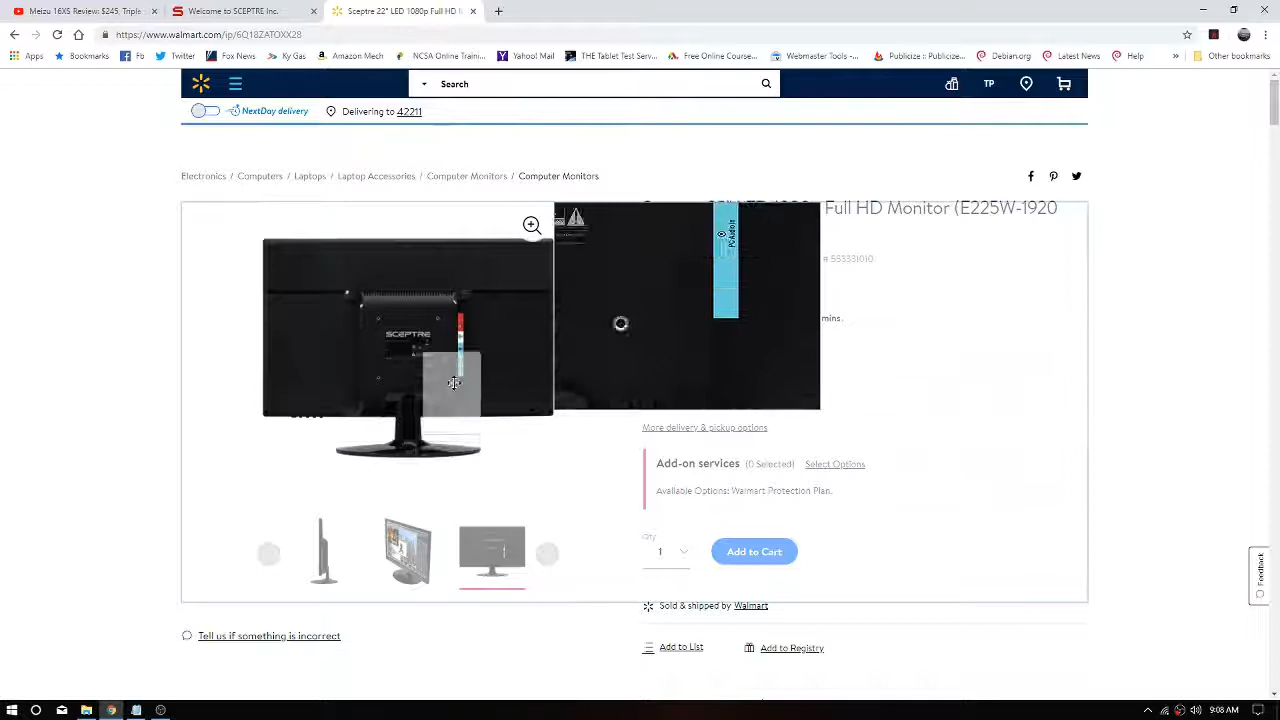 Meizu 16XS Review: $245, Triple
Welcome to SCEPTRE Inc.
Sceptre 22" LED 1080p Full HD
https://www.walmart.com/ip/6Q18ZATOXX28
Apps
Bookmarks
Facebook
Twitter
Fox News
Ky Gas
Amazon Mech
NCSA Online Train...
Yahoo Mail
THE Tablet Test Serv...
Free Online Course...
Webmaster Tools -...
Publicize ‹ Publicize...
Debian.org
Latest News
Help
»
Other bookmarks
Search
TP
NextDay delivery
Delivering to 42211
Electronics / Computers / Laptops / Laptop Accessories / Computer Monitors / Computer Monitors
Full HD Monitor (E225W-1920
# 553331010
mins.
SCEPTRE
More delivery & pickup options
Add-on services (0 Selected) Select Options
Available Options: Walmart Protection Plan.
Qty
1
Add to Cart
Sold & shipped by Walmart
Tell us if something is incorrect
Add to List
Add to Registry
Feedback
9:08 AM